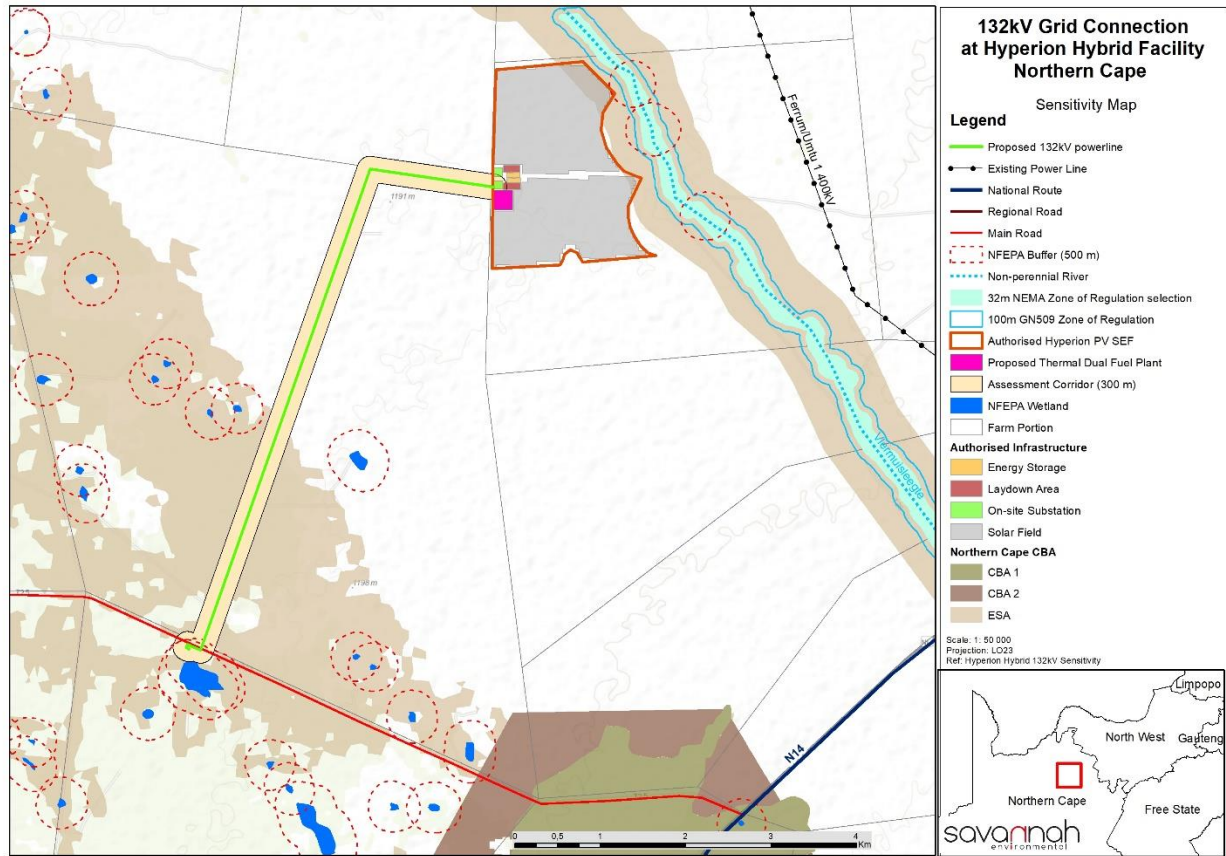 132kV Grid Connection
at Hyperion Hybrid Facility
Northern Cape
Sensitivity Map
Legend
Proposed 132kV powerline
Existing Power Line
National Route
Regional Road
Main Road
NFEPA Buffer (500 m)
Non-perennial River
32m NEMA Zone of Regulation selection
100m GN509 Zone of Regulation
Authorised Hyperion PV SEF
Proposed Thermal Dual Fuel Plant
Assessment Corridor (300 m)
NFEPA Wetland
Farm Portion
Authorised Infrastructure
Energy Storage
Laydown Area
On-site Substation
Solar Field
Northern Cape CBA
CBA 1
CBA 2
ESA
Scale: 1: 50 000
Projection: LO23
Ref: Hyperion Hybrid 132kV Sensitivity
Limpopo
North West
Gauteng
Northern Cape
Free State
savannah
environmental
Ferrum/Umtu 1 400kV
1191 m
Vlermuisleegte
1198 m
N14
0 0,5 1 2 3 4
Km